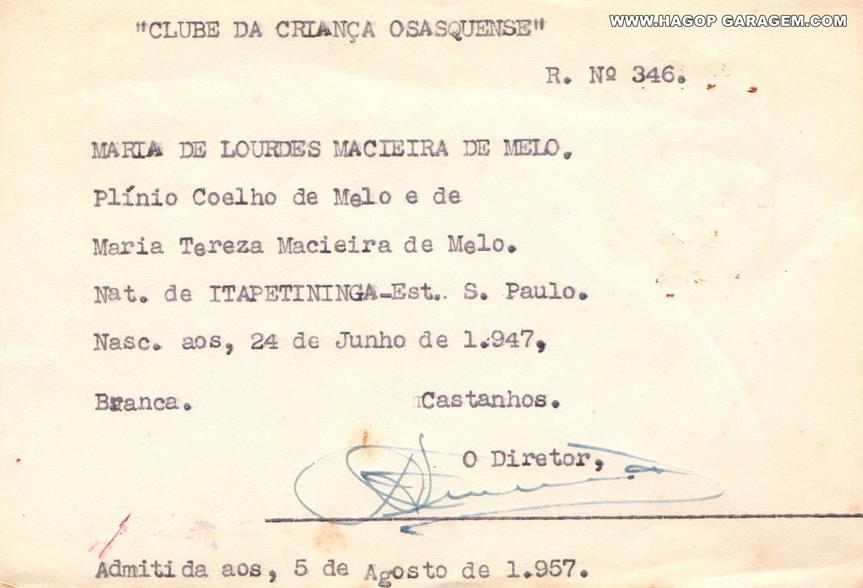 WWW.HAGOP GARAGEM.COM
"CLUBE DA CRIANÇA OSASQUENSE"
R. Nº 346.
MARIA DE LOURDES MACIEIRA DE MELO.
Plínio Coelho de Melo e de
Maria Tereza Macieira de Melo.
Nat. de ITAPETININGA-Est. S. Paulo.
Nasc. aos, 24 de Junho de 1.947,
Branca. Castanhos.
O Diretor,
Admitida aos, 5 de Agosto de 1.957.